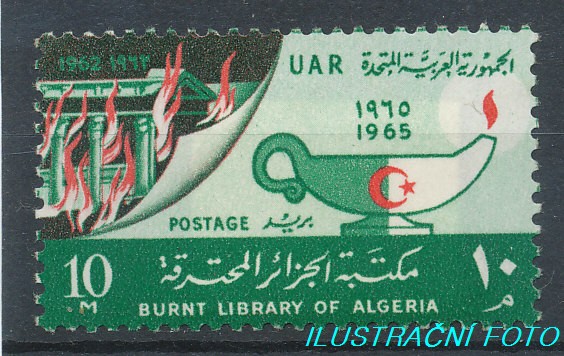 1962 ١٩٦٢
UAR الجمهورية العربية المتحدة
١٩٦٥
1965
POSTAGE بريد
10 M
مكتبة الجزائر المحترقة
١٠ م
BURNT LIBRARY OF ALGERIA
ILUSTRAČNÍ FOTO